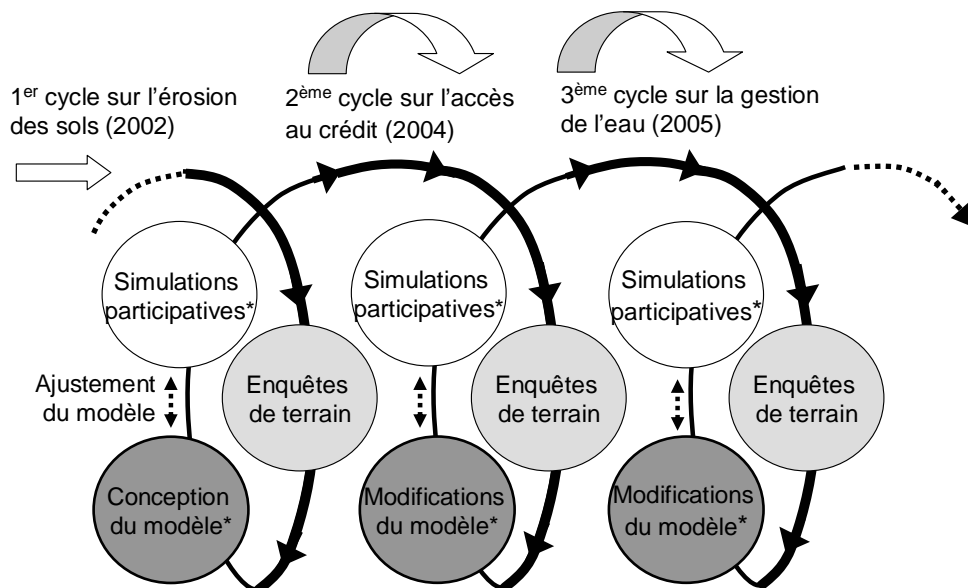 1er cycle sur l'érosion
des sols (2002)
2ème cycle sur l'accès
au crédit (2004)
3ème cycle sur la gestion
de l'eau (2005)
Simulations
participatives*
Simulations
participatives*
Simulations
participatives*
Ajustement
du modèle
Enquêtes
de terrain
Enquêtes
de terrain
Enquêtes
de terrain
Conception
du modèle*
Modifications
du modèle*
Modifications
du modèle*